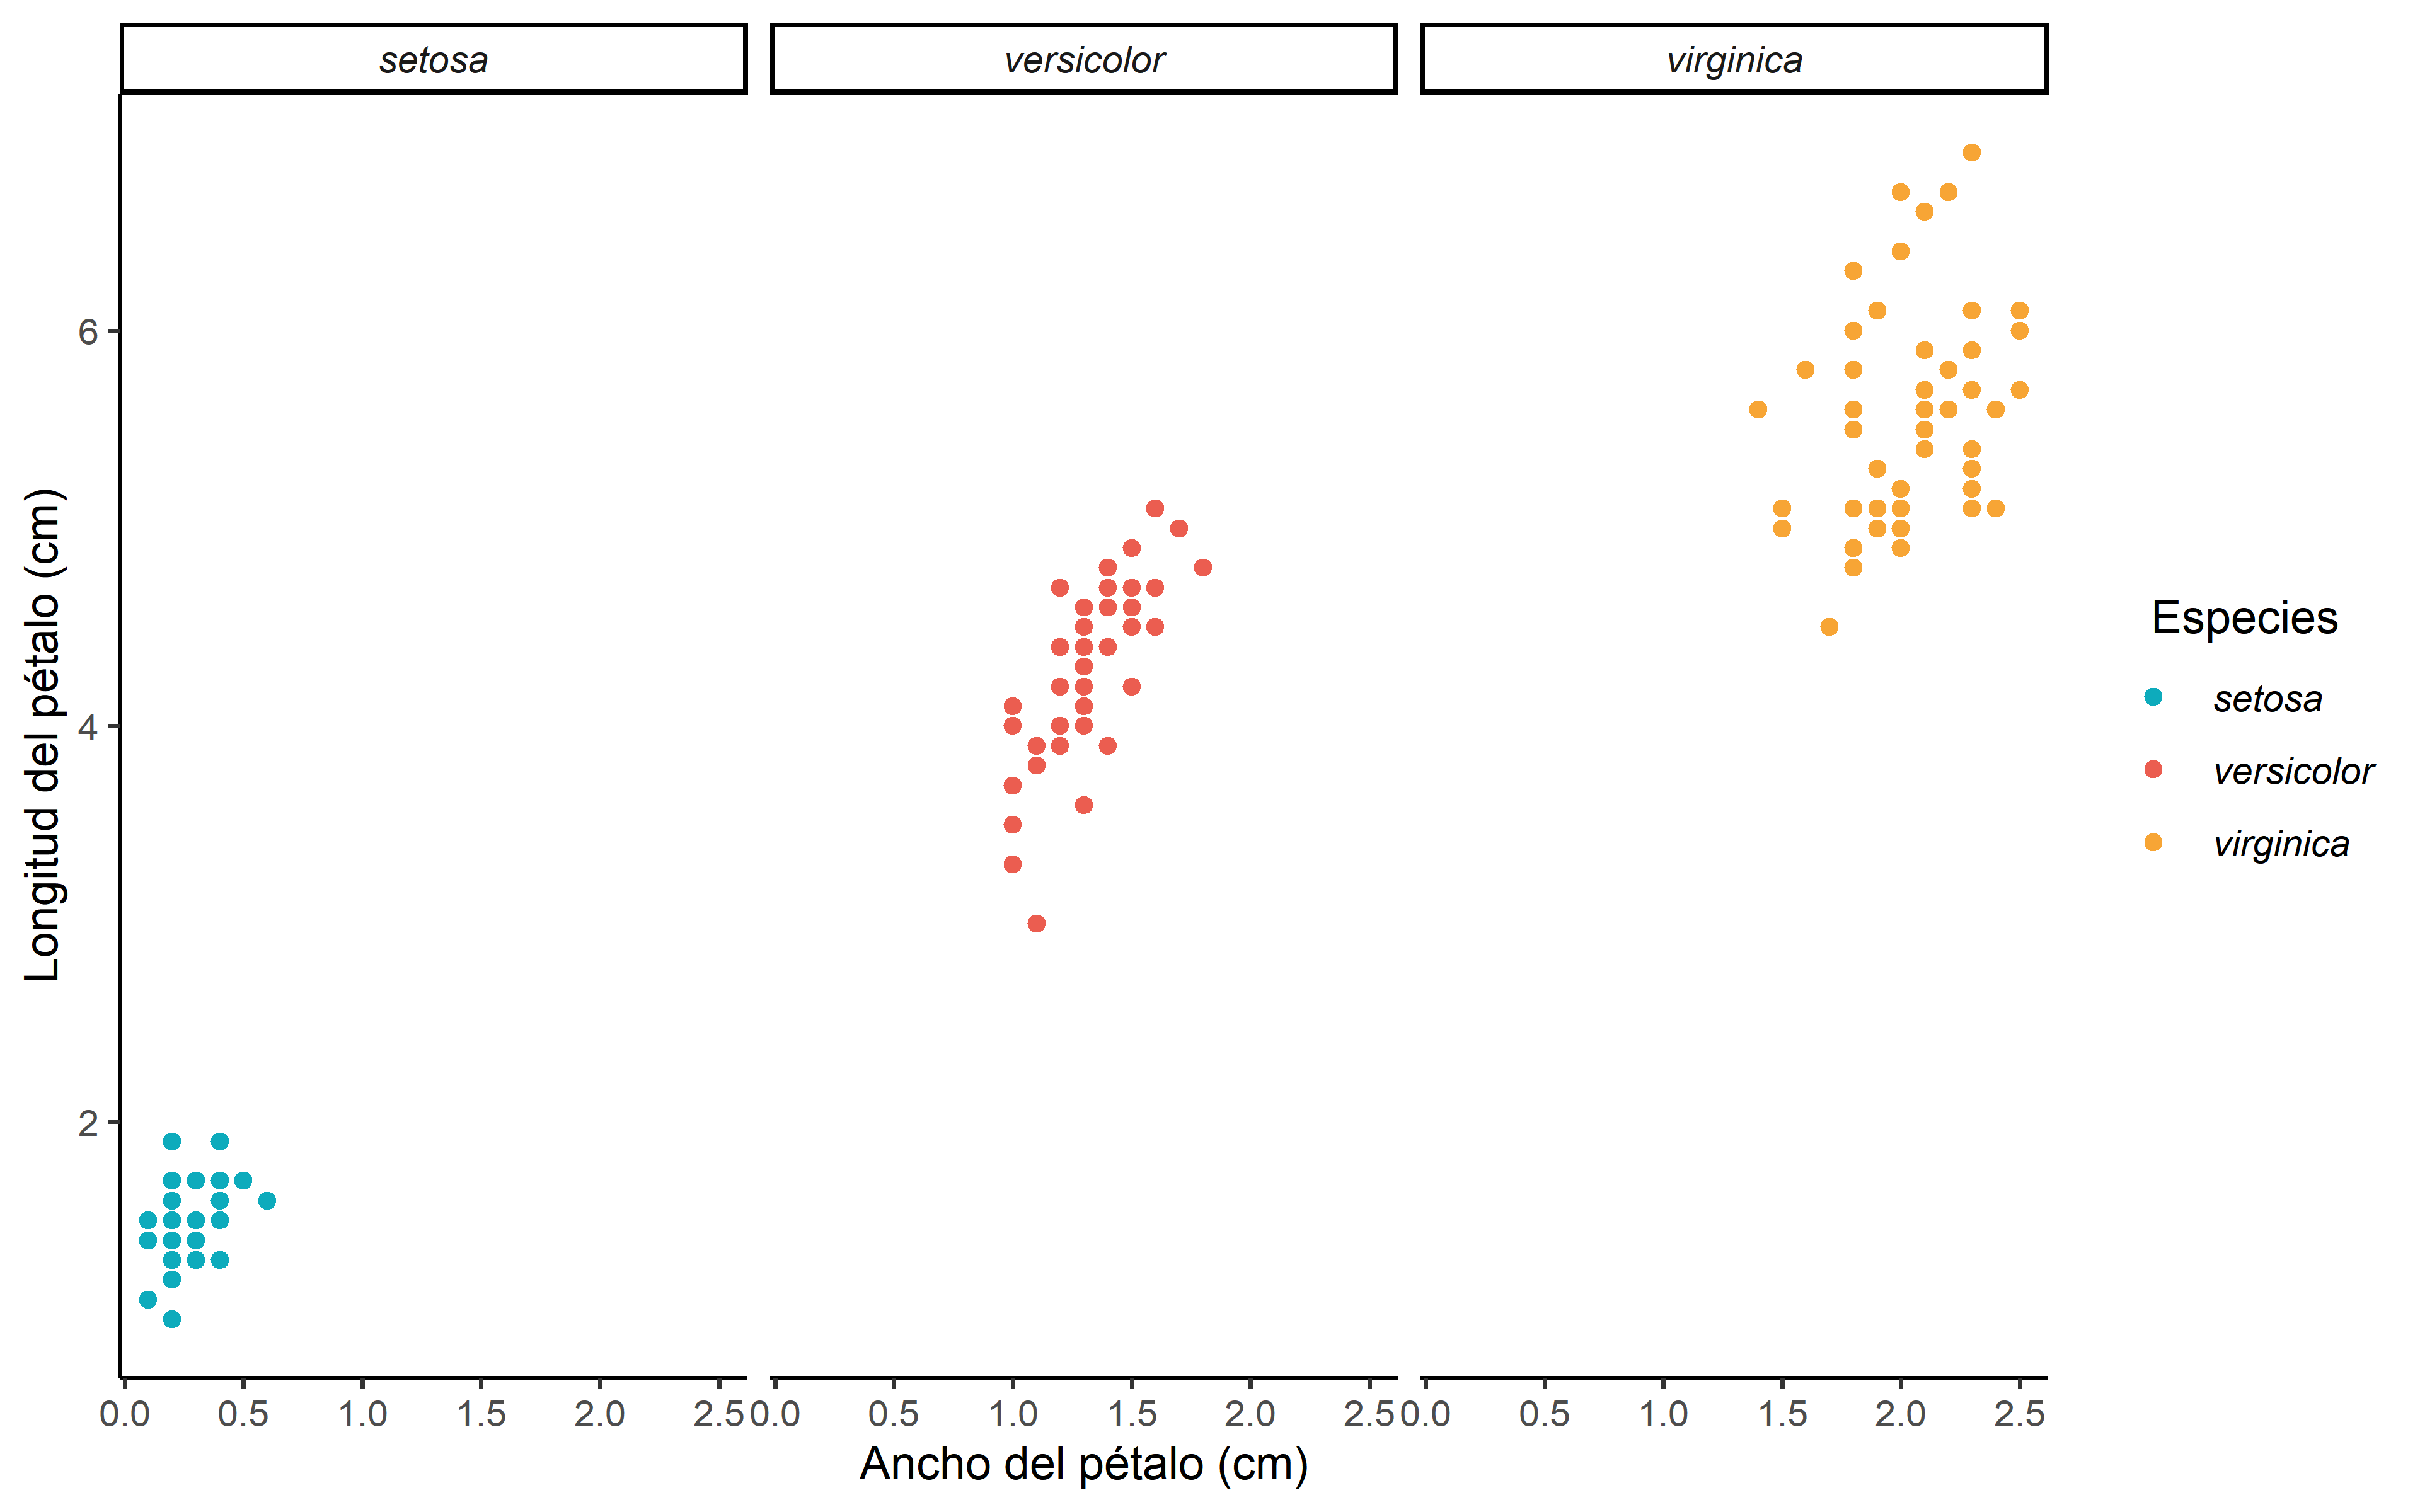 setosa
versicolor
virginica
6
4
2
Longitud del pétalo (cm)
0.0 0.5 1.0 1.5 2.0 2.5
0.0 0.5 1.0 1.5 2.0 2.5
0.0 0.5 1.0 1.5 2.0 2.5
Ancho del pétalo (cm)
Especies
setosa
versicolor
virginica